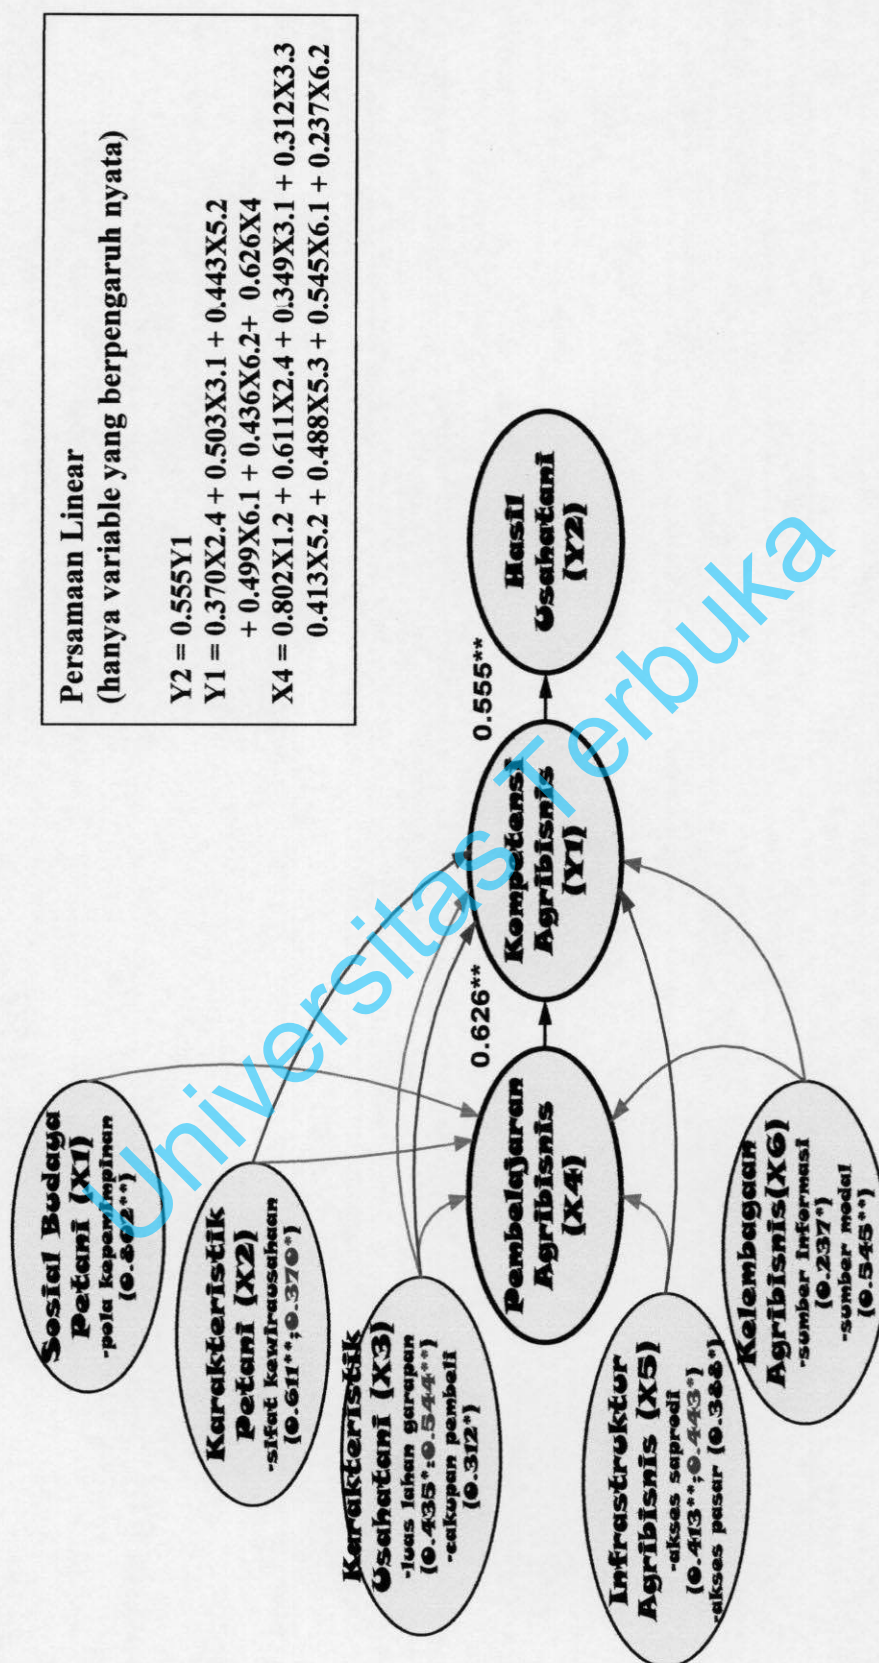 Persamaan Linear
(hanya variable yang berpengaruh nyata)
Y2 = 0.555Y1
Y1 = 0.370X2.4 + 0.503X3.1 + 0.443X5.2
+ 0.499X6.1 + 0.436X6.2+ 0.626X4
X4 = 0.802X1.2 + 0.611X2.4 + 0.349X3.1 + 0.312X3.3
0.413X5.2 + 0.488X5.3 + 0.545X6.1 + 0.237X6.2
Sosial Budaya
Petani (X1)
-pola kepemimpinan
(0.802**)
Karakteristik
Petani (X2)
-sifat kewirausahaan
(0.611**;0.370*)
Karakteristik
Usahatani (X3)
-luas lahan garapan
(0.435*:0.544**)
-cakupan pembeli
(0.312*)
Infrastruktur
Agribisnis (X5)
-akses saprodi
(0.413**;0.443*)
-akses pasar (0.388*)
Kelembagaan
Agribisnis(X6)
-sumber informasi
(0.237*)
-sumber modal
(0.545**)
Pembelajaran
Agribisnis
(X4)
0.626**
Kompetensi
Agribisnis
(Y1)
0.555**
Hasil
Usahatani
(Y2)
Universitas Terbuka